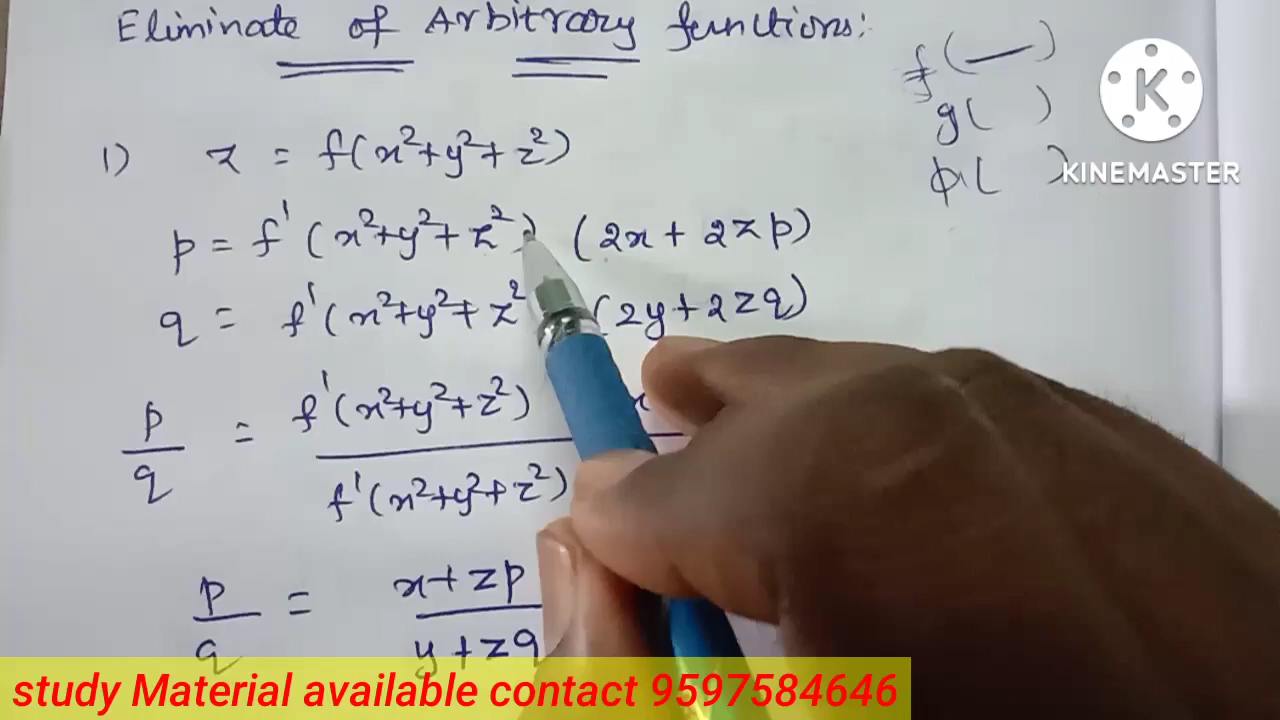 Eliminate of Arbitrary functions:
f(—)
g( )
ϕ( )
KINEMASTER
1) z = f(x²+y²+z²)
p = f'(x²+y²+z²) (2x+2zp)
q = f'(x²+y²+z² (2y+2zq)
p/q = f'(x²+y²+z²) / f'(x²+y²+z²)
p/q = x+zp / y+zq
study Material available contact 9597584646